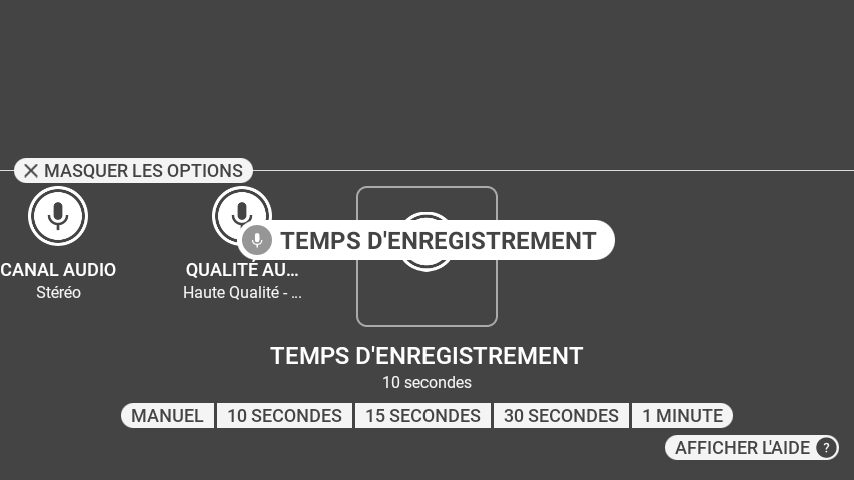 MASQUER LES OPTIONS
TEMPS D'ENREGISTREMENT
CANAL AUDIO
Stéréo
QUALITÉ AU...
Haute Qualité - ...
TEMPS D'ENREGISTREMENT
10 secondes
MANUEL 10 SECONDES 15 SECONDES 30 SECONDES 1 MINUTE
AFFICHER L'AIDE ?